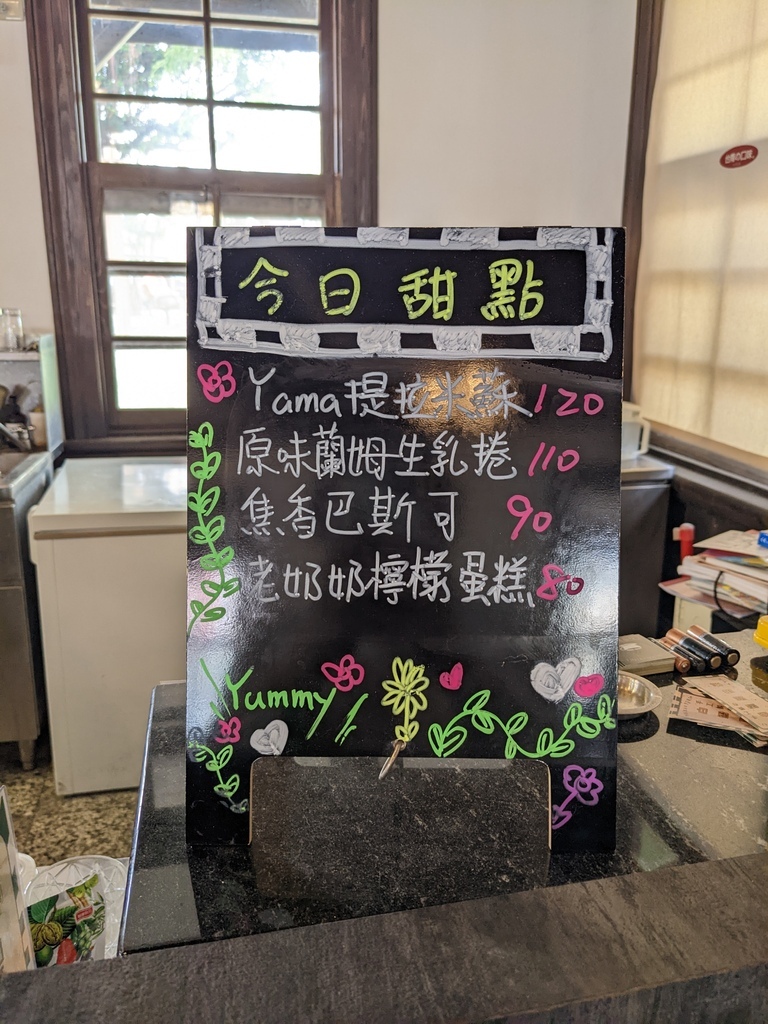 今日甜點
Yama提拉米蘇 120
原味蘭姆生乳捲 110
焦香巴斯可 90
老奶奶檸檬蛋糕 80
Yummy